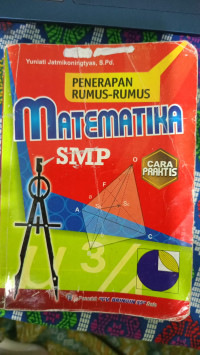 Yuniati Jatmikoningtyas, S.Pd.
PENERAPAN
RUMUS-RUMUS
MATEMATIKA
SMP
CARA
PRAKTIS
O
F
A
C